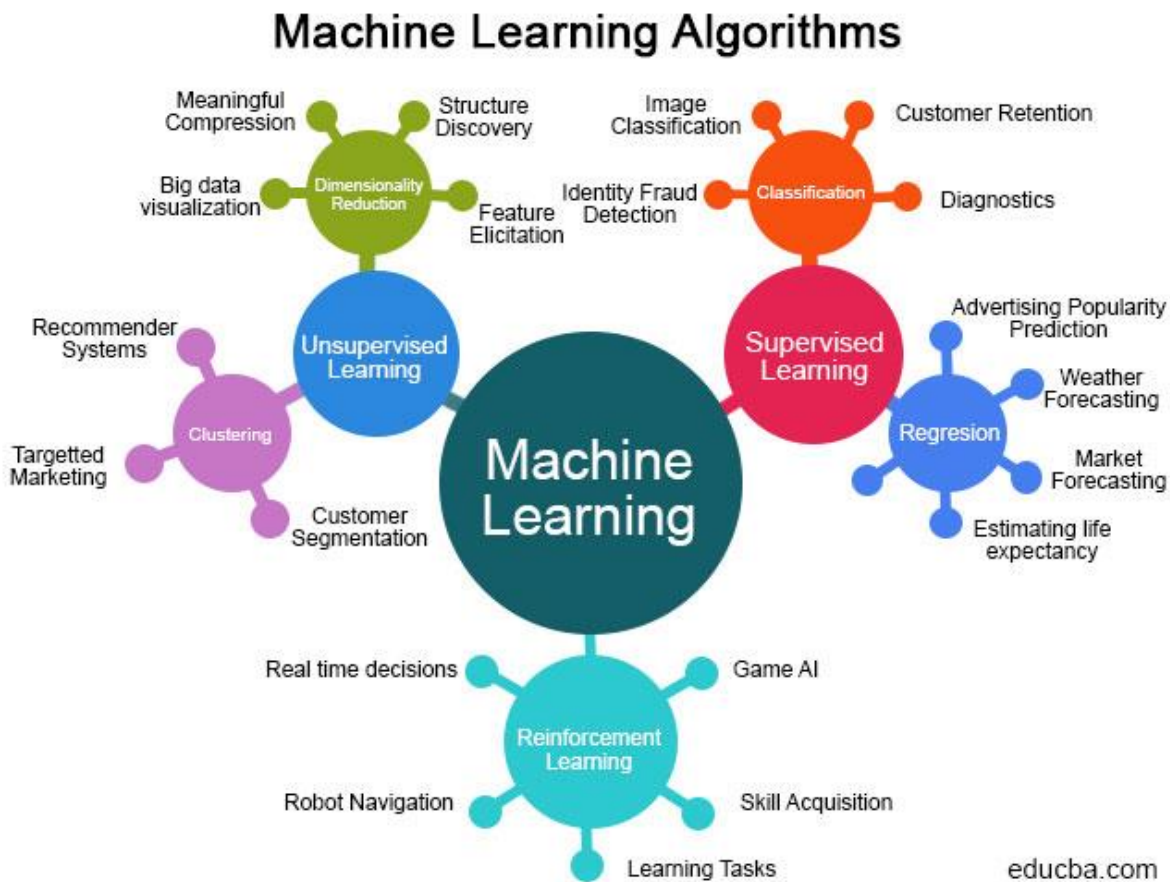 Machine Learning Algorithms
Meaningful
Compression
Structure
Discovery
Big data
visualization
Dimensionality
Reduction
Feature
Elicitation
Image
Classification
Customer Retention
Identity Fraud
Detection
Classification
Diagnostics
Recommender
Systems
Unsupervised
Learning
Clustering
Targetted
Marketing
Customer
Segmentation
Machine
Learning
Supervised
Learning
Advertising Popularity
Prediction
Weather
Forecasting
Regresion
Market
Forecasting
Estimating life
expectancy
Real time decisions
Game AI
Reinforcement
Learning
Robot Navigation
Skill Acquisition
Learning Tasks
educba.com